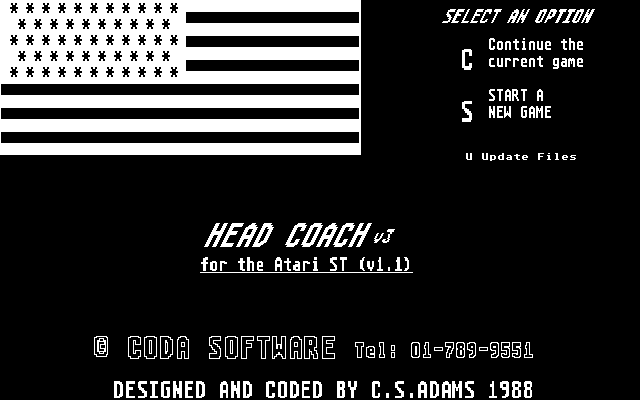 SELECT AN OPTION
C Continue the
current game
S START A
NEW GAME
U Update Files
HEAD COACH v3
for the Atari ST (v1.1)
© CODA SOFTWARE Tel: 01-789-9551
DESIGNED AND CODED BY C.S.ADAMS 1988